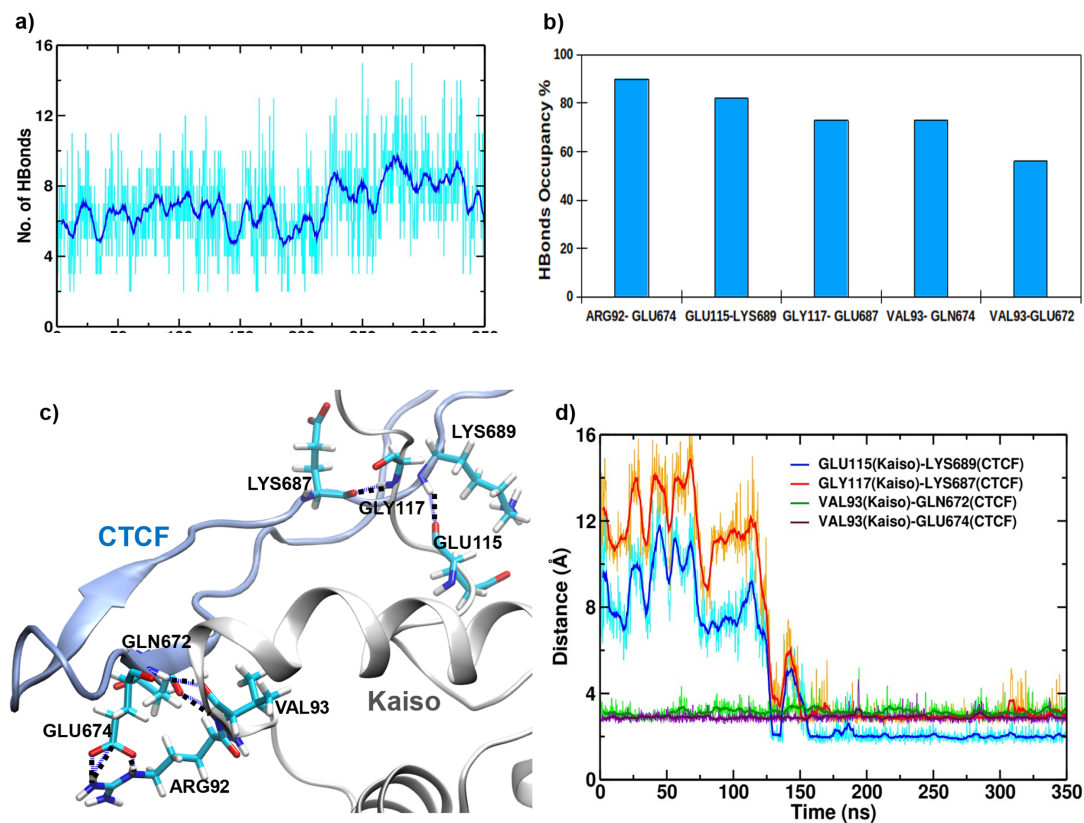 a)
16
12
8
4
0
No. of HBonds
b)
100
80
60
40
20
0
HBonds Occupancy %
ARG92- GLU674
GLU115-LYS689
GLY117- GLU687
VAL93- GLN674
VAL93-GLU672
c)
LYS689
LYS687
GLY117
GLU115
CTCF
GLN672
VAL93
Kaiso
GLU674
ARG92
d)
16
12
8
4
0
Distance (Å)
GLU115(Kaiso)-LYS689(CTCF)
GLY117(Kaiso)-LYS687(CTCF)
VAL93(Kaiso)-GLN672(CTCF)
VAL93(Kaiso)-GLU674(CTCF)
0 50 100 150 200 250 300 350
Time (ns)